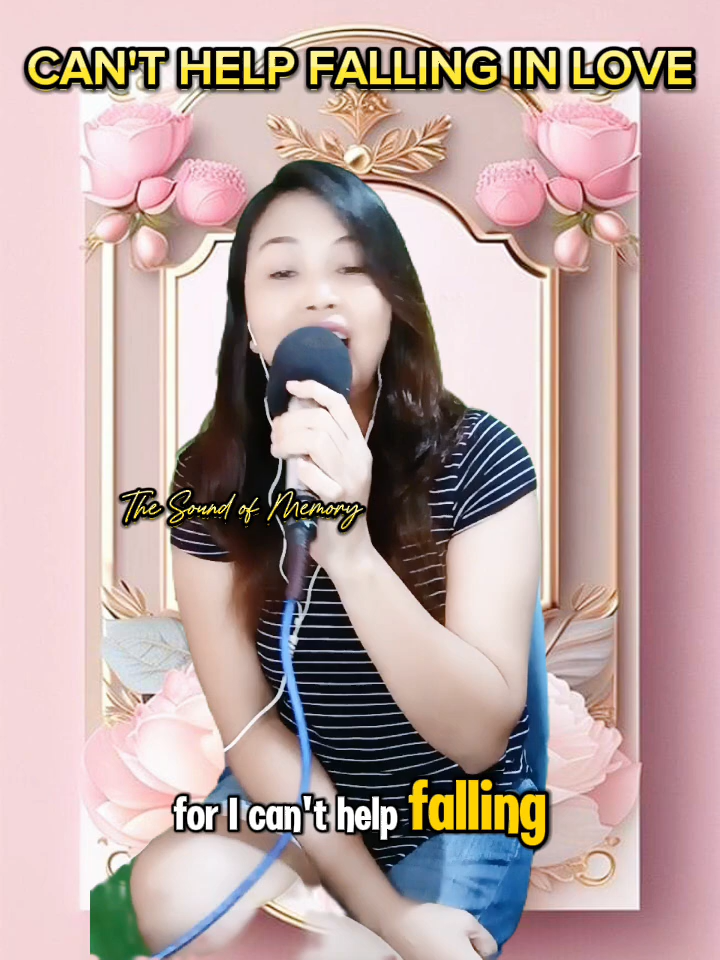 CAN'T HELP FALLING IN LOVE
The Sound of Memory
for I can't help falling